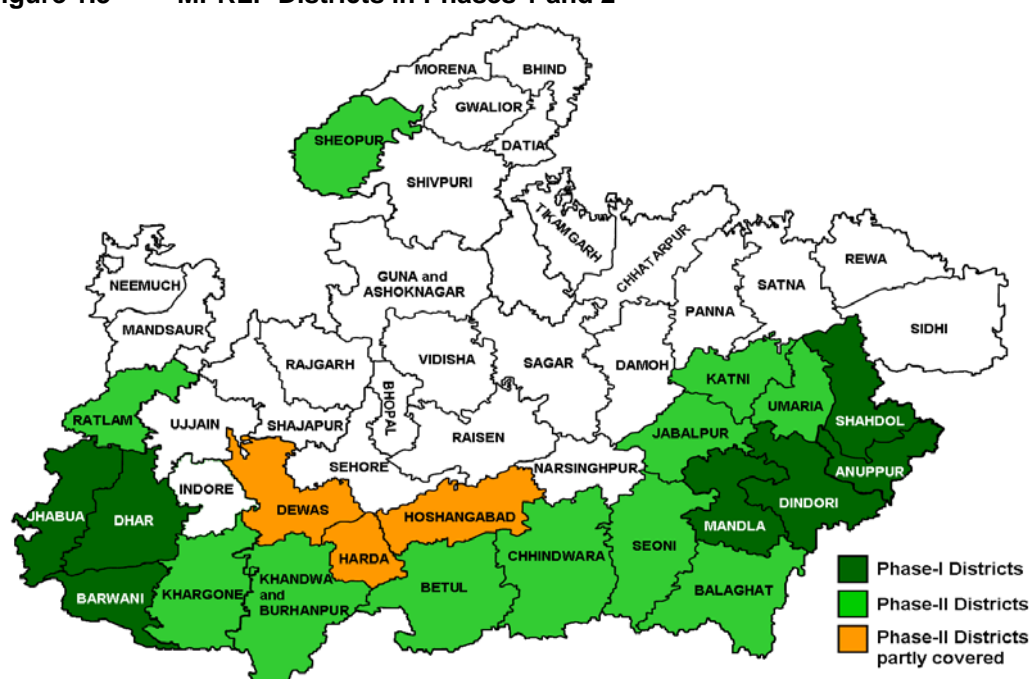 MPRLP Districts in Phases 1 and 2
MORENA
BHIND
GWALIOR
SHEOPUR
DATIA
SHIVPURI
TIKAMGARH
CHHATARPUR
REWA
NEEMUCH
GUNA and
ASHOKNAGAR
SATNA
PANNA
MANDSAUR
SIDHI
RAJGARH
VIDISHA
SAGAR
DAMOH
KATNI
BHOPAL
UMARIA
RATLAM
UJJAIN
SHAJAPUR
RAISEN
JABALPUR
SHAHDOL
SEHORE
NARSINGHPUR
ANUPPUR
INDORE
DINDORI
JHABUA
DHAR
DEWAS
HOSHANGABAD
MANDLA
SEONI
HARDA
CHHINDWARA
BARWANI
KHARGONE
KHANDWA
and
BURHANPUR
BETUL
BALAGHAT
Phase-I Districts
Phase-II Districts
Phase-II Districts
partly covered